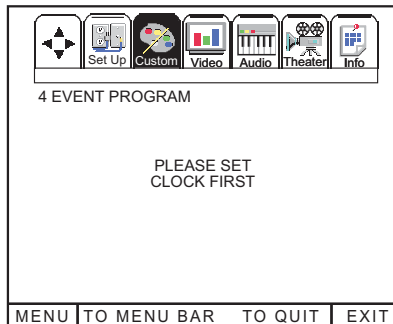 Set Up Custom Video Audio Theater Info
4 EVENT PROGRAM
PLEASE SET
CLOCK FIRST
MENU TO MENU BAR TO QUIT EXIT